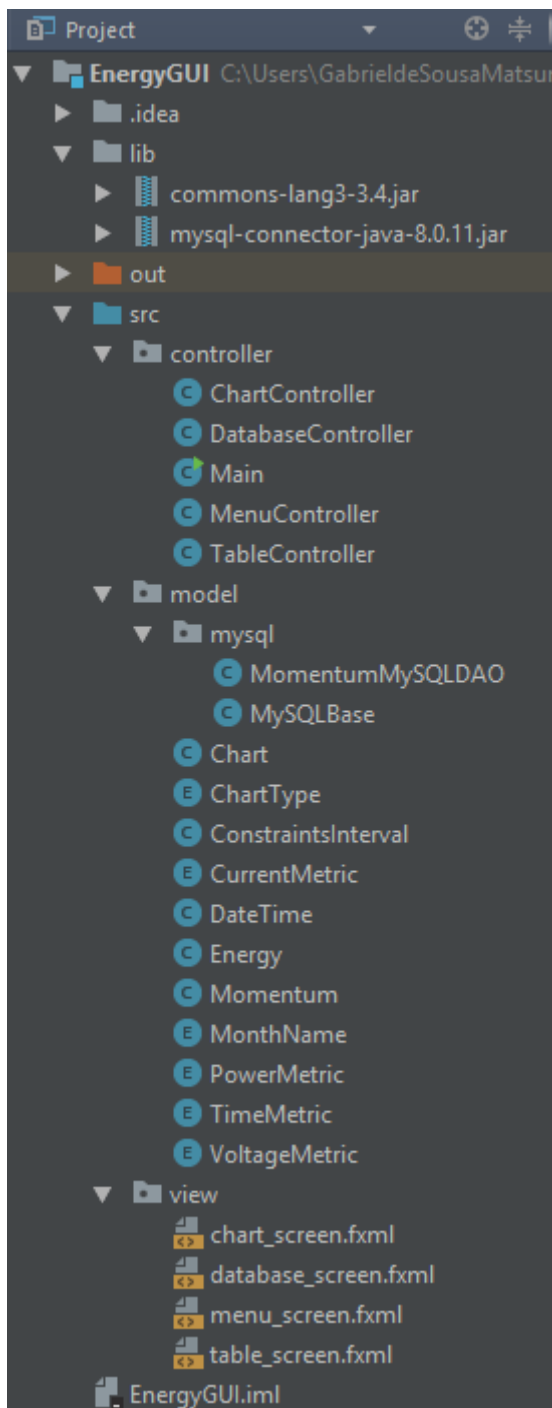 Project
EnergyGUI C:\Users\GabrieldeSousaMatsum
.idea
lib
commons-lang3-3.4.jar
mysql-connector-java-8.0.11.jar
out
src
controller
C ChartController
C DatabaseController
C Main
C MenuController
C TableController
model
mysql
C MomentumMySQLDAO
C MySQLBase
C Chart
E ChartType
C ConstraintsInterval
E CurrentMetric
C DateTime
C Energy
C Momentum
E MonthName
E PowerMetric
E TimeMetric
E VoltageMetric
view
chart_screen.fxml
database_screen.fxml
menu_screen.fxml
table_screen.fxml
EnergyGUI.iml